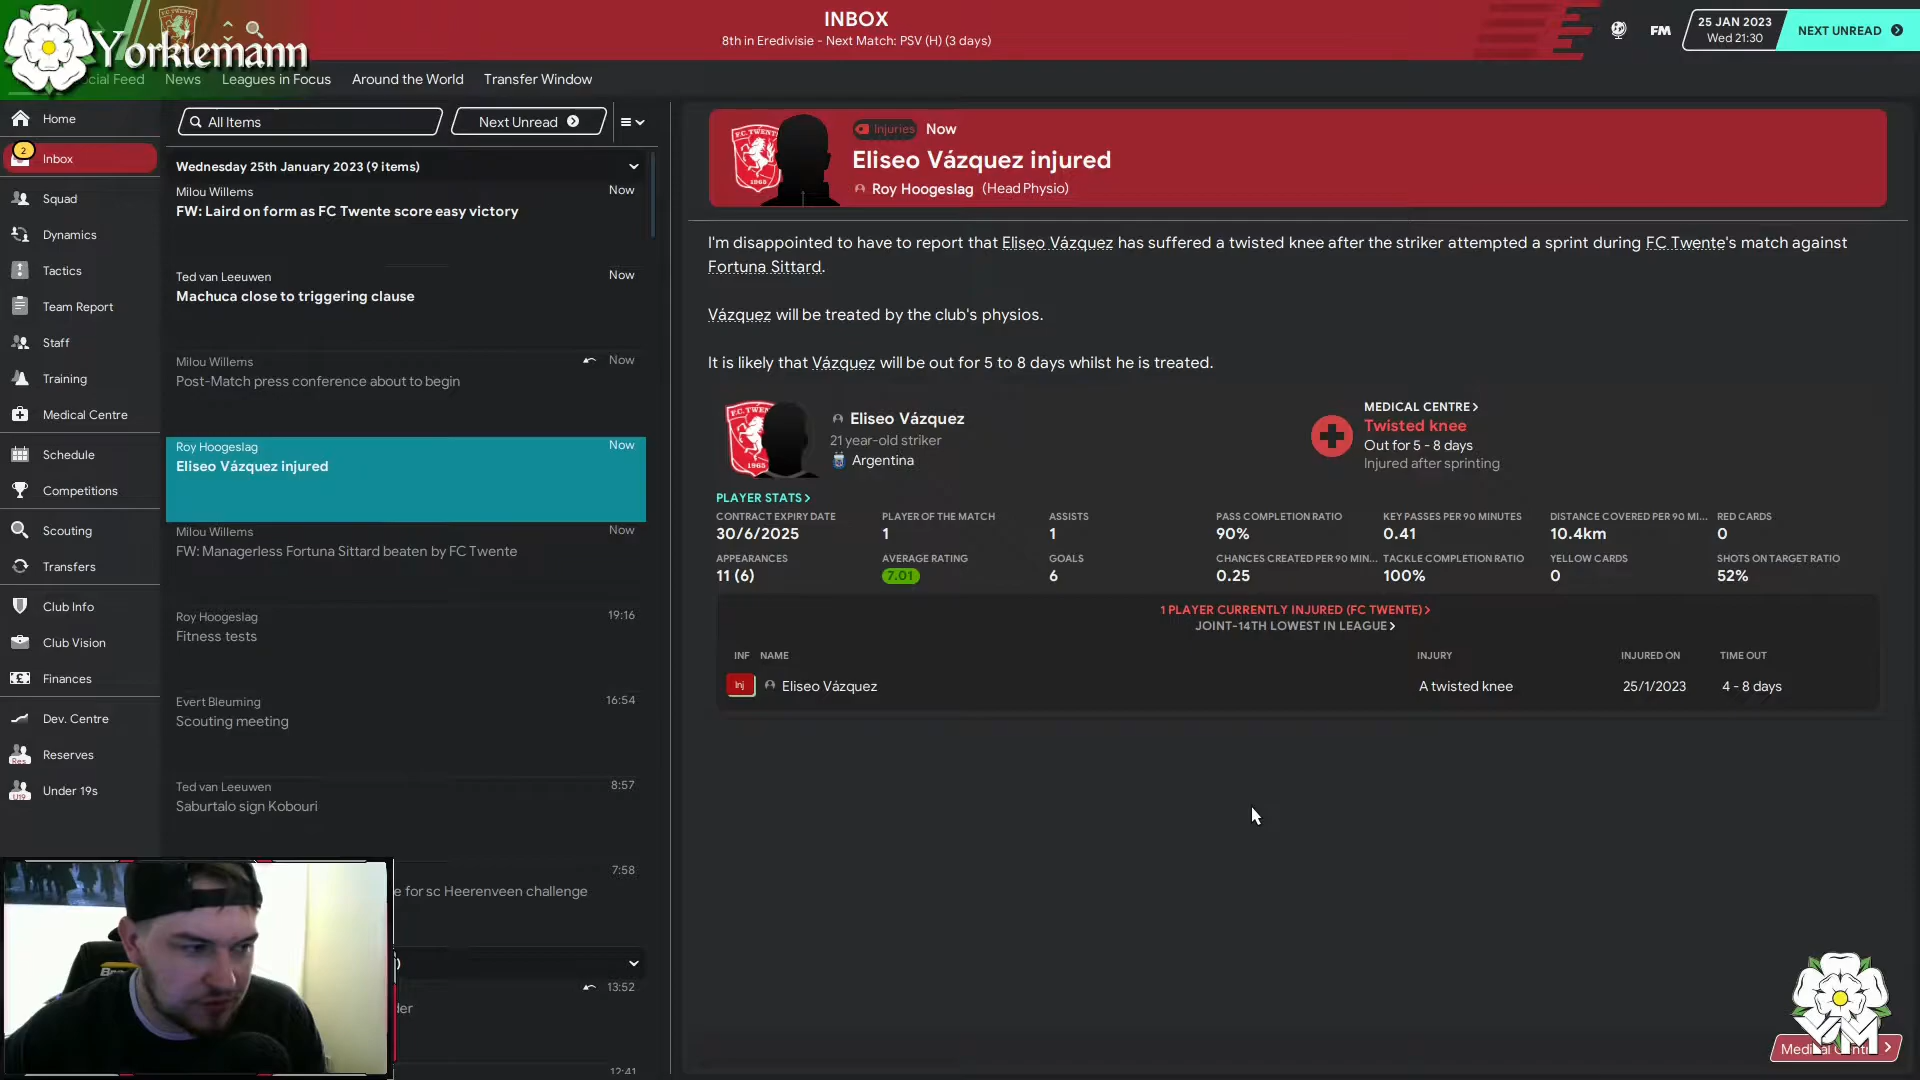 INBOX
8th in Eredivisie - Next Match: PSV (H) (3 days)
FM
25 JAN 2023
Wed 21:30
NEXT UNREAD
Yorkiemann
News
Leagues in Focus
Around the World
Transfer Window
Home
2
Inbox
Squad
Dynamics
Tactics
Team Report
Staff
Training
Medical Centre
Schedule
Competitions
Scouting
Transfers
Club Info
Club Vision
Finances
Dev. Centre
Reserves
Under 19s
All Items
Next Unread
Wednesday 25th January 2023 (9 items)
Milou Willems Now
FW: Laird on form as FC Twente score easy victory
Ted van Leeuwen Now
Machuca close to triggering clause
Milou Willems Now
Post-Match press conference about to begin
Roy Hoogeslag Now
Eliseo Vázquez injured
Milou Willems Now
FW: Managerless Fortuna Sittard beaten by FC Twente
Roy Hoogeslag 19:16
Fitness tests
Evert Bleuming 16:54
Scouting meeting
Ted van Leeuwen 8:57
Saburtalo sign Kobouri
7:58
for sc Heerenveen challenge
13:52
12:41
Injuries Now
Eliseo Vázquez injured
Roy Hoogeslag (Head Physio)
I'm disappointed to have to report that Eliseo Vázquez has suffered a twisted knee after the striker attempted a sprint during FC Twente's match against
Fortuna Sittard.
Vázquez will be treated by the club's physios.
It is likely that Vázquez will be out for 5 to 8 days whilst he is treated.
Eliseo Vázquez
21 year-old striker
Argentina
MEDICAL CENTRE
Twisted knee
Out for 5 - 8 days
Injured after sprinting
PLAYER STATS
CONTRACT EXPIRY DATE PLAYER OF THE MATCH ASSISTS PASS COMPLETION RATIO KEY PASSES PER 90 MINUTES DISTANCE COVERED PER 90 MI... RED CARDS
30/6/2025 1 1 90% 0.41 10.4km 0
APPEARANCES AVERAGE RATING GOALS CHANCES CREATED PER 90 MIN... TACKLE COMPLETION RATIO YELLOW CARDS SHOTS ON TARGET RATIO
11 (6) 7.01 6 0.25 100% 0 52%
1 PLAYER CURRENTLY INJURED (FC TWENTE)
JOINT-14TH LOWEST IN LEAGUE
INF NAME INJURY INJURED ON TIME OUT
Inj Eliseo Vázquez A twisted knee 25/1/2023 4 - 8 days
YM